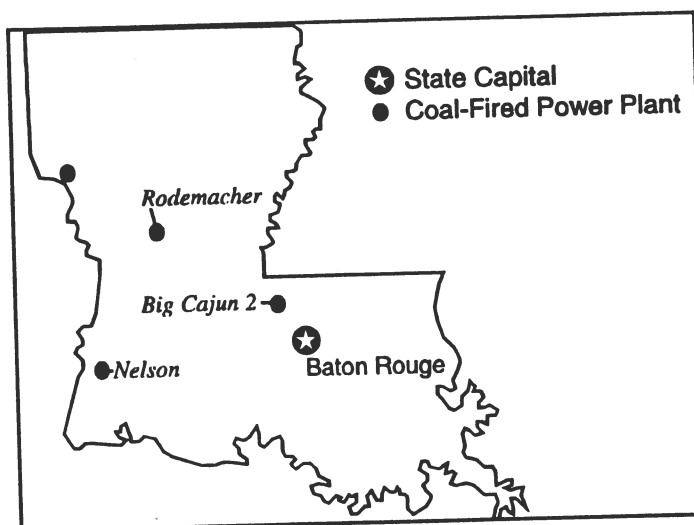 State Capital
Coal-Fired Power Plant
Rodemacher
Big Cajun 2
Baton Rouge
Nelson